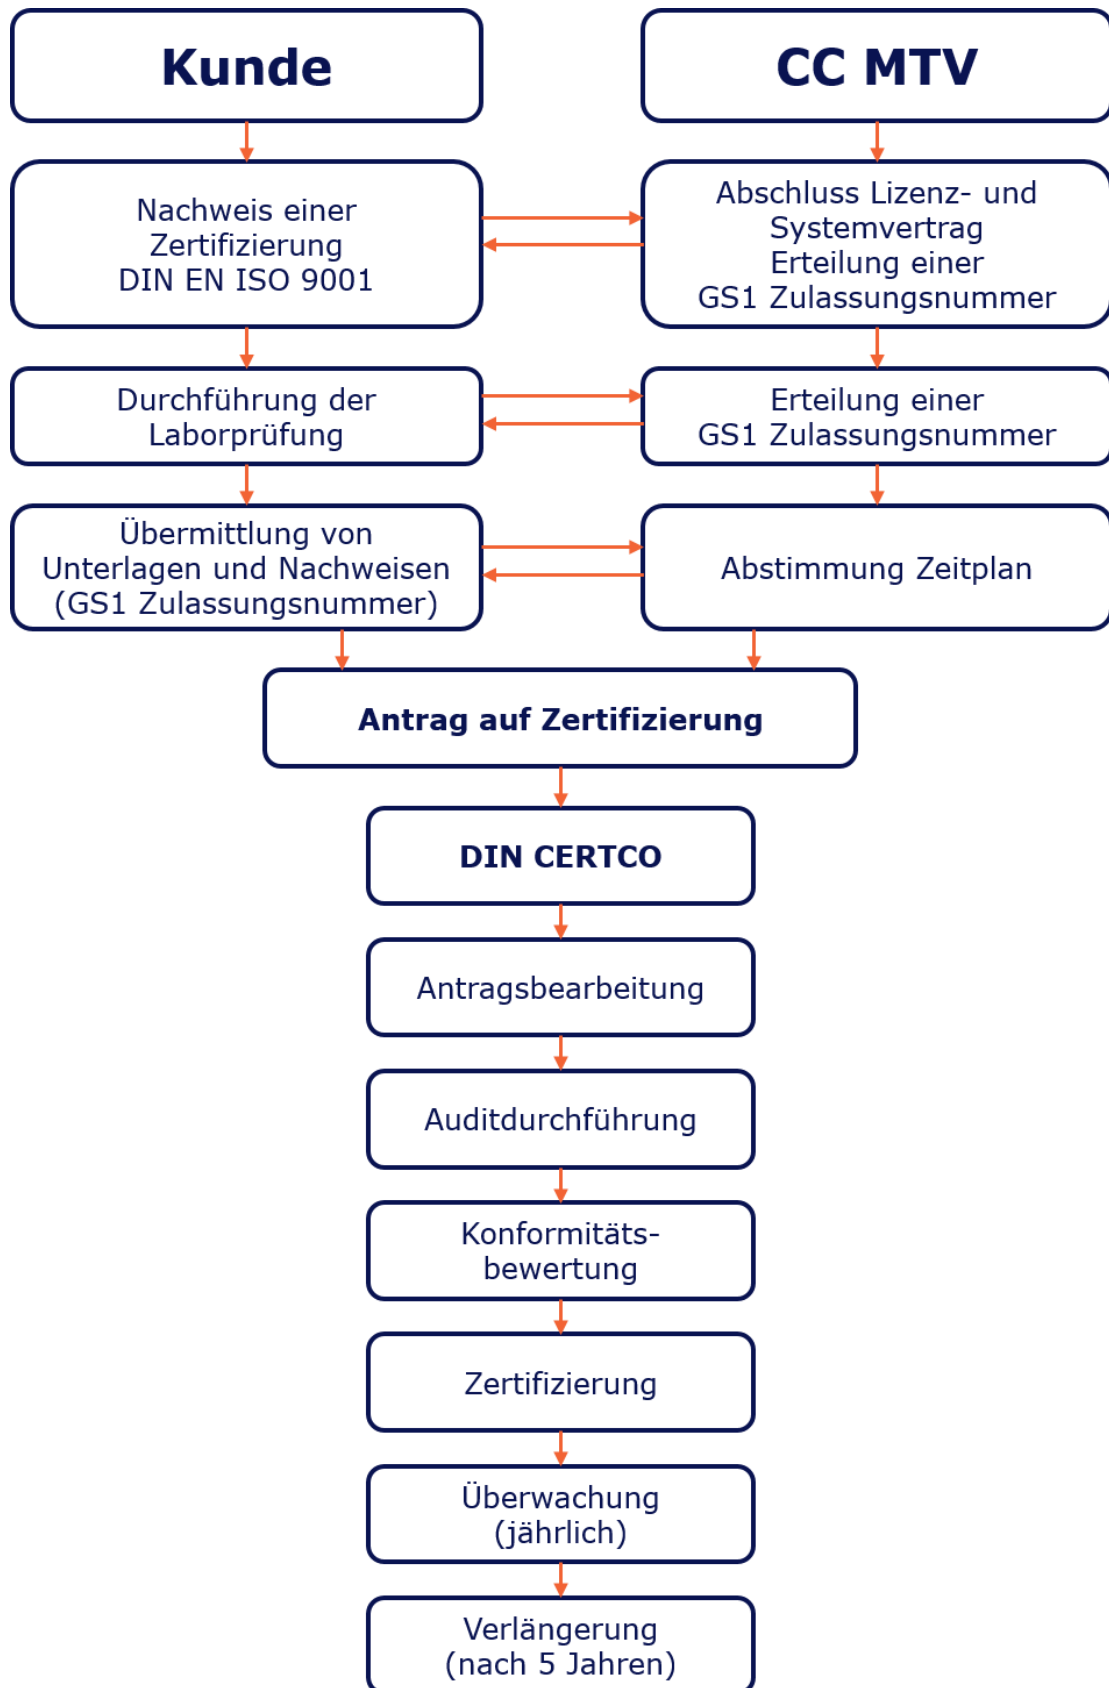 Kunde
CC MTV
Nachweis einer
Zertifizierung
DIN EN ISO 9001
Abschluss Lizenz- und
Systemvertrag
Erteilung einer
GS1 Zulassungsnummer
Durchführung der
Laborprüfung
Erteilung einer
GS1 Zulassungsnummer
Übermittlung von
Unterlagen und Nachweisen
(GS1 Zulassungsnummer)
Abstimmung Zeitplan
Antrag auf Zertifizierung
DIN CERTCO
Antragsbearbeitung
Auditdurchführung
Konformitäts-
bewertung
Zertifizierung
Überwachung
(jährlich)
Verlängerung
(nach 5 Jahren)